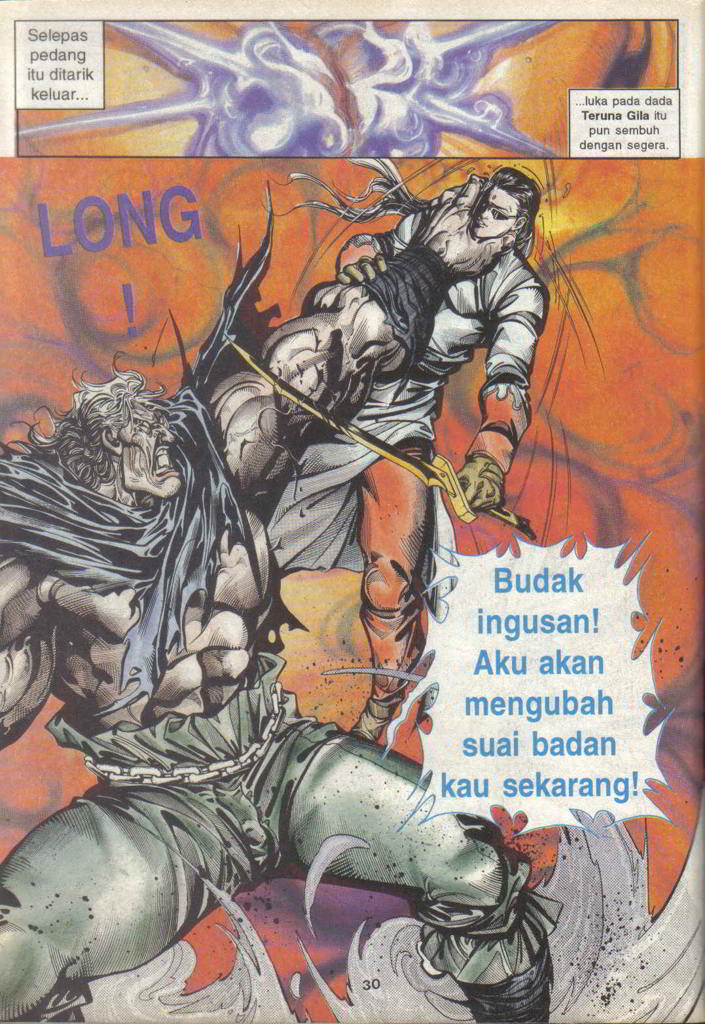 Selepas
pedang
itu ditarik
keluar...
...luka pada dada
Teruna Gila itu
pun sembuh
dengan segera.
LONG
!
Budak
ingusan!
Aku akan
mengubah
suai badan
kau sekarang!
30